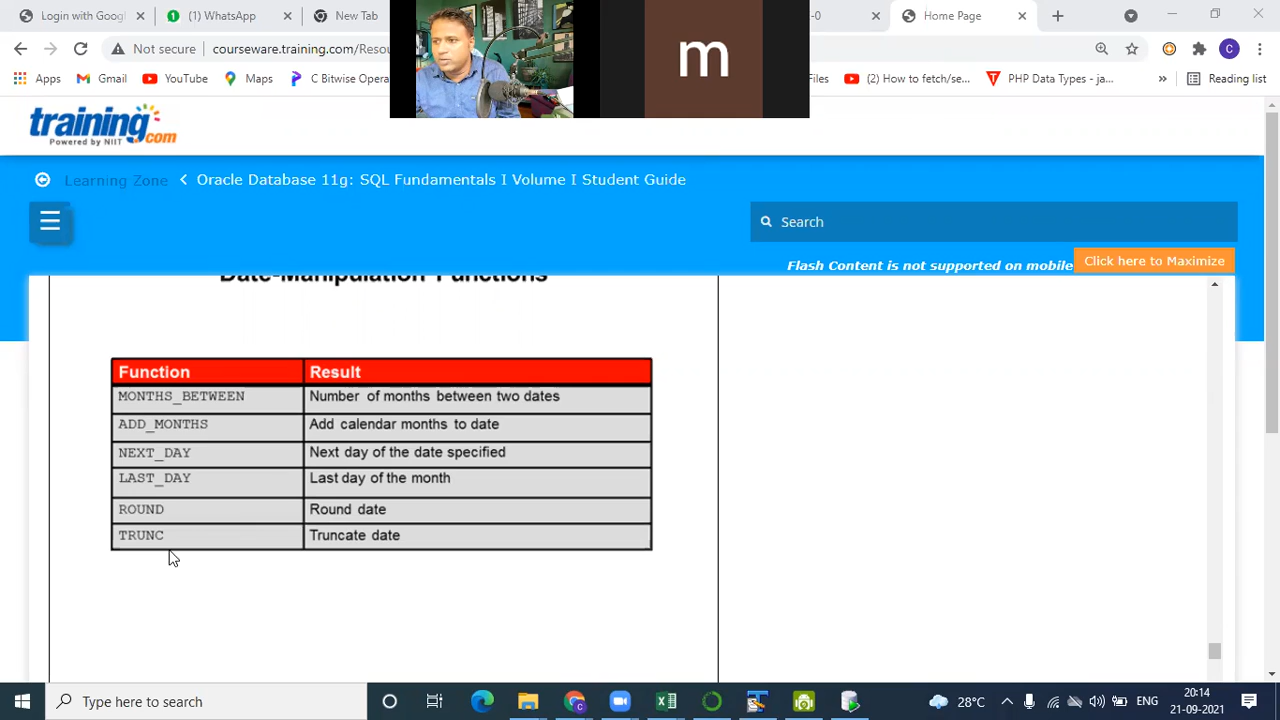 Login with Goog
(1) WhatsApp
New Tab
-0
Home Page
Not secure
courseware.training.com/Resou
Apps
Gmail
YouTube
Maps
C Bitwise Opera
Files
(2) How to fetch/se...
PHP Data Types - ja...
»
Reading list
C
m
training.com
Powered by NIIT
Learning Zone
Oracle Database 11g: SQL Fundamentals I Volume I Student Guide
Search
Flash Content is not supported on mobile
Click here to Maximize
Date-Manipulation Functions
Function Result
MONTHS_BETWEEN Number of months between two dates
ADD_MONTHS Add calendar months to date
NEXT_DAY Next day of the date specified
LAST_DAY Last day of the month
ROUND Round date
TRUNC Truncate date
Type here to search
28°C
ENG
20:14
21-09-2021